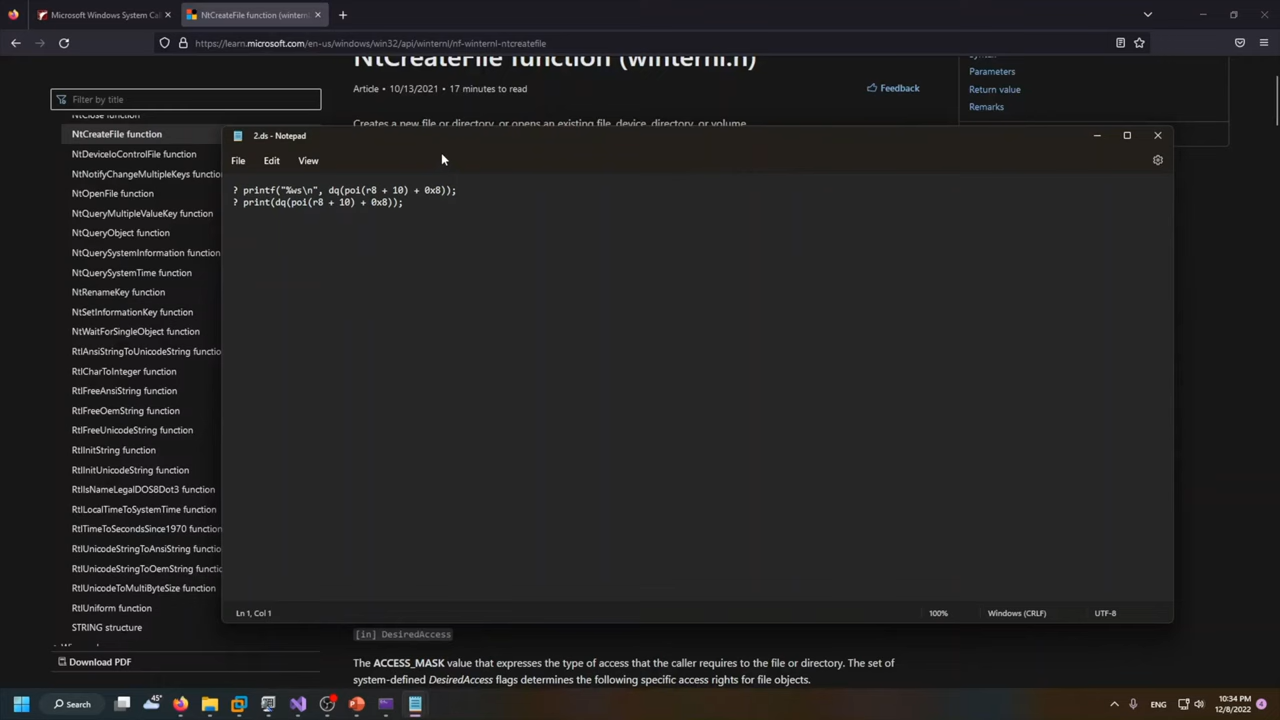 Microsoft Windows System Cal
NtCreateFile function (wintern
https://learn.microsoft.com/en-us/windows/win32/api/winternl/nf-winternl-ntcreatefile
NtCreateFile function (winternl.h)
Article • 10/13/2021 • 17 minutes to read
Feedback
Creates a new file or directory, or opens an existing file, device, directory, or volume.
Parameters
Return value
Remarks
Filter by title
NtClose function
NtCreateFile function
NtDeviceIoControlFile function
NtNotifyChangeMultipleKeys function
NtOpenFile function
NtQueryMultipleValueKey function
NtQueryObject function
NtQuerySystemInformation function
NtQuerySystemTime function
NtRenameKey function
NtSetInformationKey function
NtWaitForSingleObject function
RtlAnsiStringToUnicodeString function
RtlCharToInteger function
RtlFreeAnsiString function
RtlFreeOemString function
RtlFreeUnicodeString function
RtlInitString function
RtlInitUnicodeString function
RtlIsNameLegalDOS8Dot3 function
RtlLocalTimeToSystemTime function
RtlTimeToSecondsSince1970 function
RtlUnicodeStringToAnsiString function
RtlUnicodeStringToOemString function
RtlUnicodeToMultiByteSize function
RtlUniform function
STRING structure
Download PDF
2.ds - Notepad
File Edit View
? printf("%ws\n", dq(poi(r8 + 10) + 0x8));
? print(dq(poi(r8 + 10) + 0x8));
Ln 1, Col 1
100%
Windows (CRLF)
UTF-8
[in] DesiredAccess
The ACCESS_MASK value that expresses the type of access that the caller requires to the file or directory. The set of
system-defined DesiredAccess flags determines the following specific access rights for file objects.
Search
45°
ENG
10:34 PM
12/8/2022
4